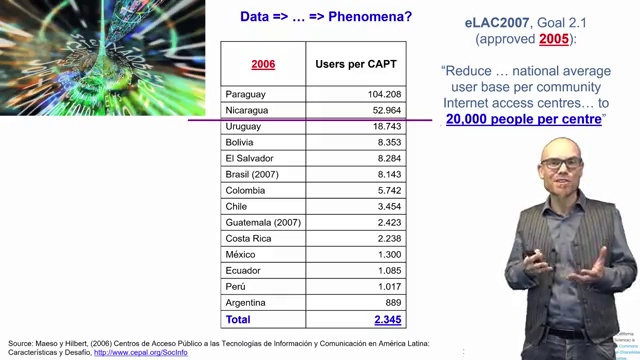 Data => ... => Phenomena?
eLAC2007, Goal 2.1
(approved 2005):
“Reduce … national average
user base per community
Internet access centres… to
20,000 people per centre”
2006 Users per CAPT
Paraguay 104.208
Nicaragua 52.964
Uruguay 18.743
Bolivia 8.353
El Salvador 8.284
Brasil (2007) 8.143
Colombia 5.742
Chile 3.454
Guatemala (2007) 2.423
Costa Rica 2.238
México 1.300
Ecuador 1.085
Perú 1.017
Argentina 889
Total 2.345
Source: Maeso y Hilbert, (2006) Centros de Acceso Público a las Tecnologías de Información y Comunicación en América Latina:
Características y Desafío, http://www.cepal.org/SocInfo